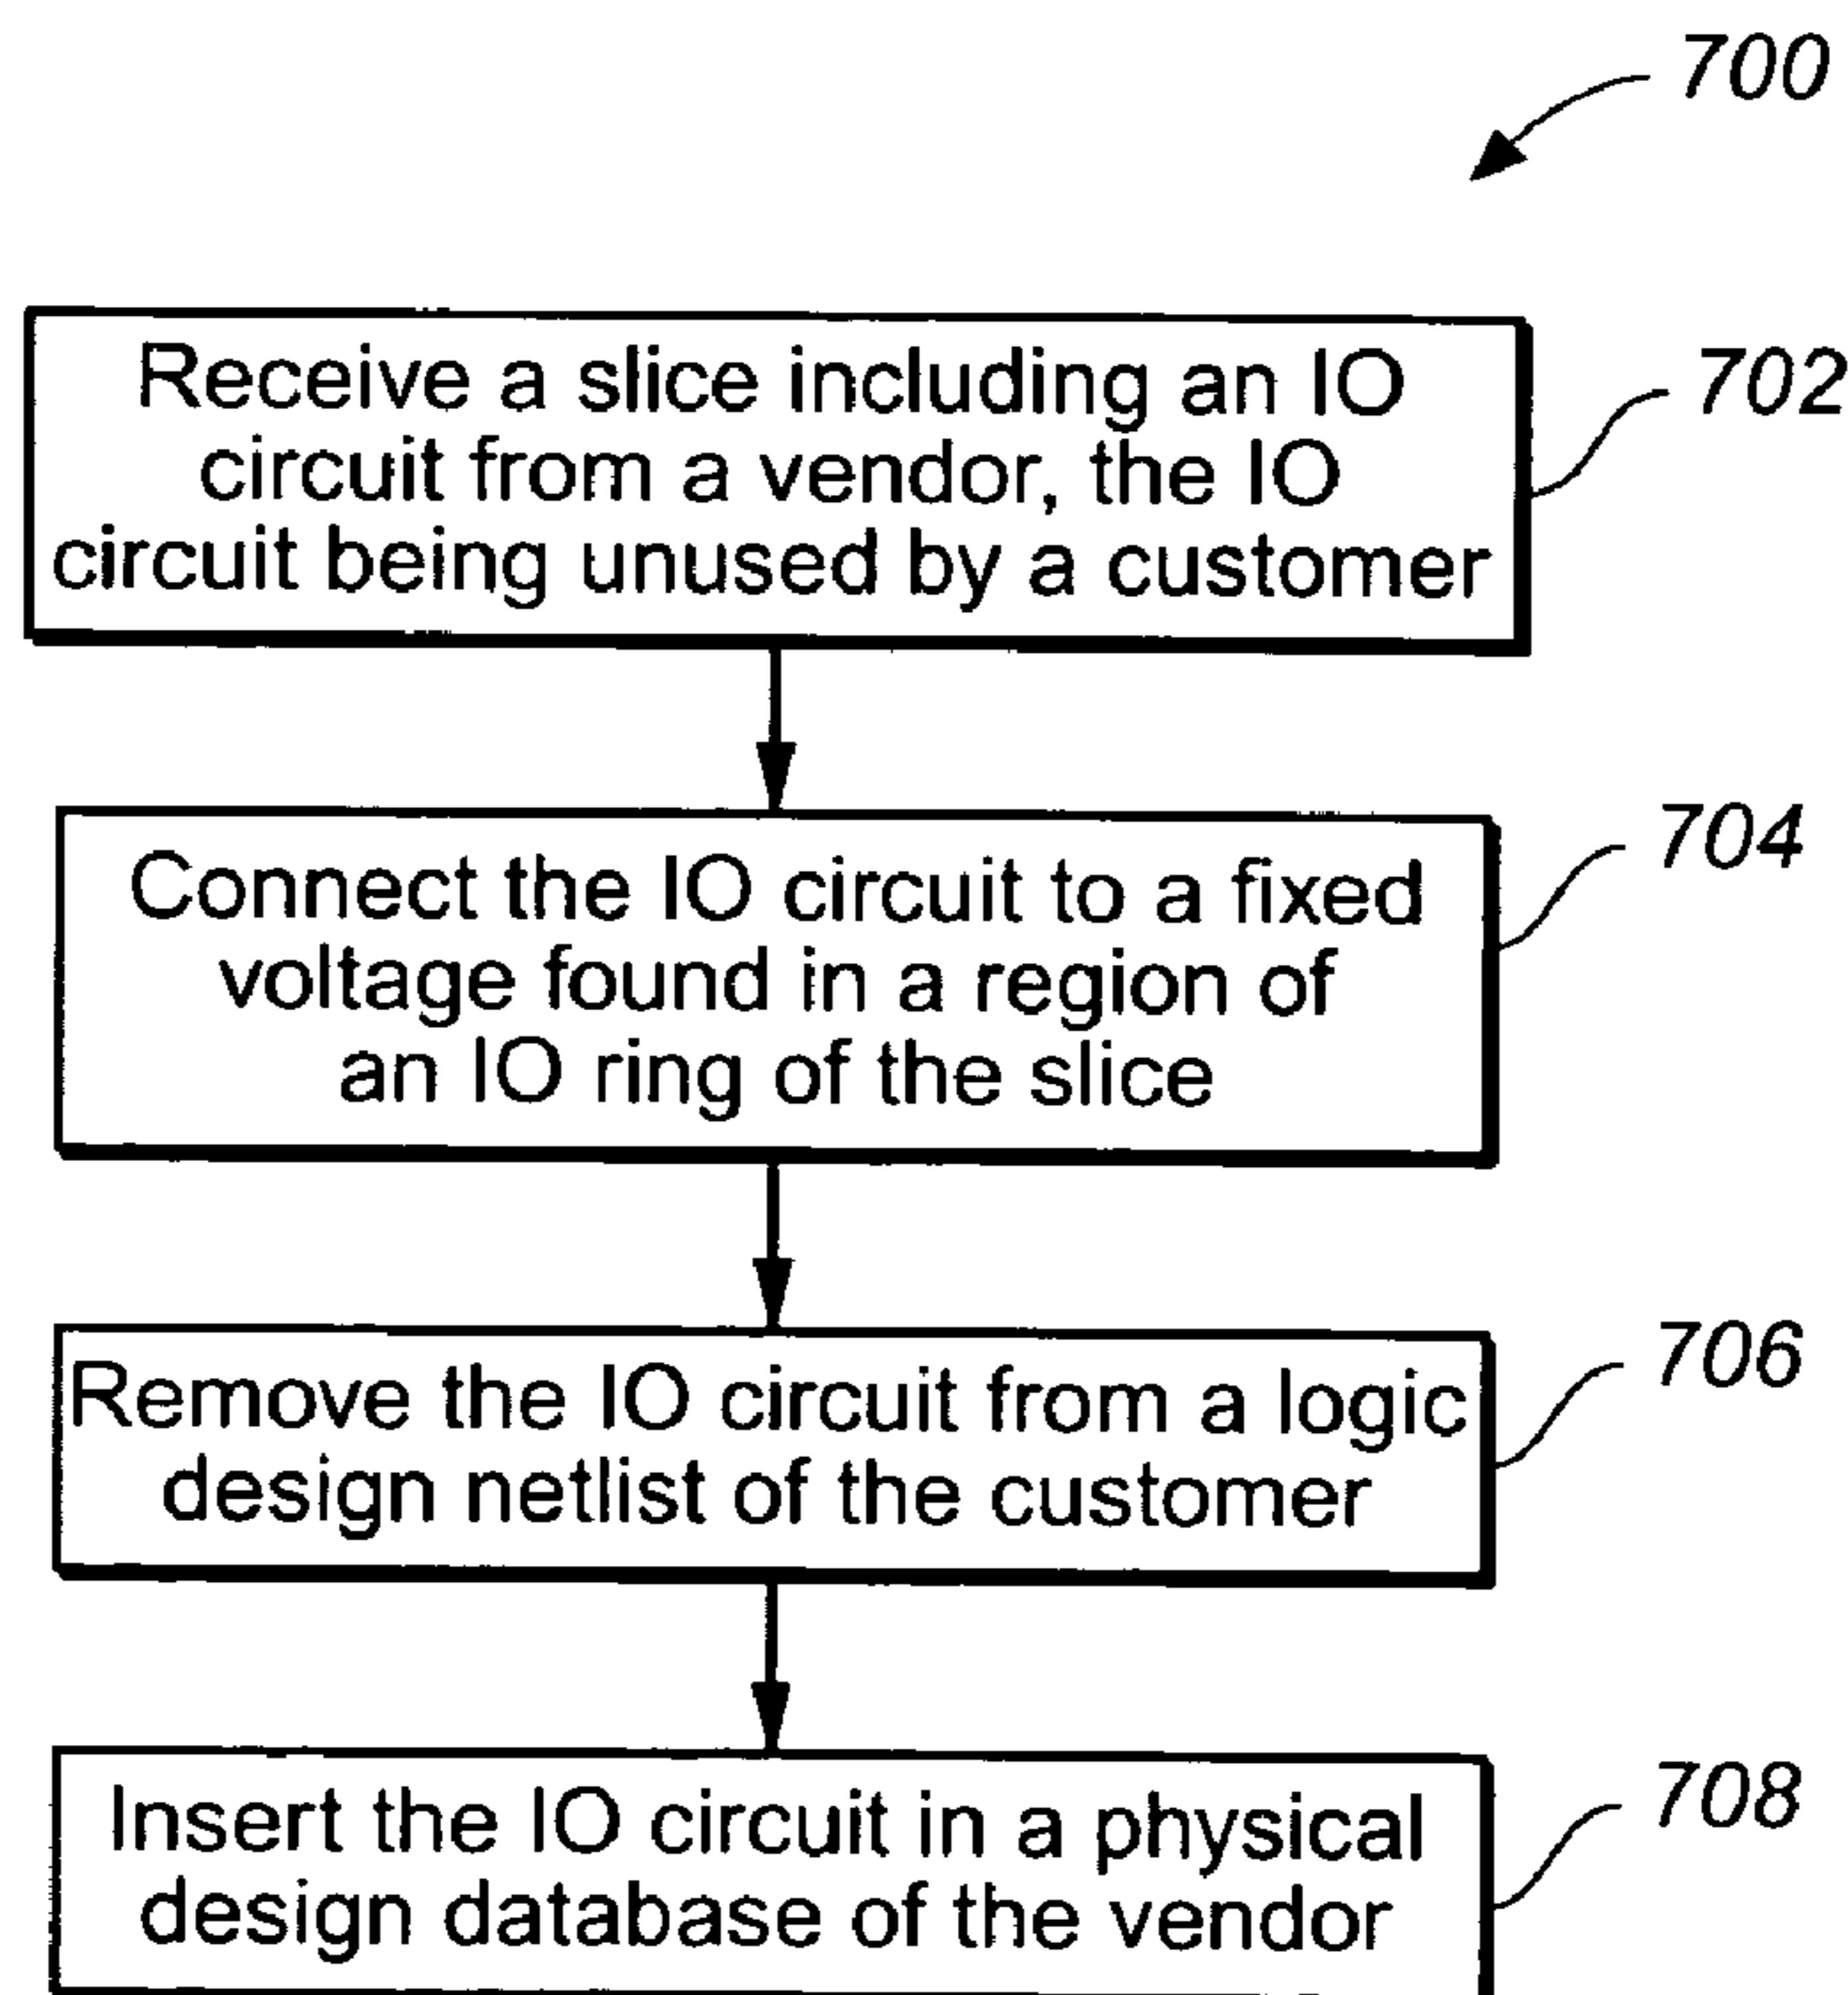 700
Receive a slice including an IO
circuit from a vendor, the IO
circuit being unused by a customer
702
Connect the IO circuit to a fixed
voltage found in a region of
an IO ring of the slice
704
Remove the IO circuit from a logic
design netlist of the customer
706
Insert the IO circuit in a physical
design database of the vendor
708